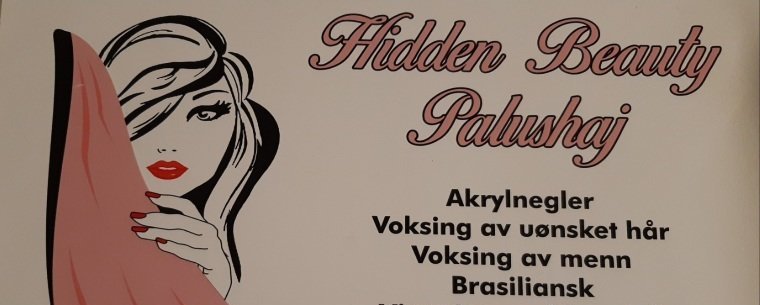 Hidden Beauty
Palushaj
Akrylnegler
Voksing av uønsket hår
Voksing av menn
Brasiliansk